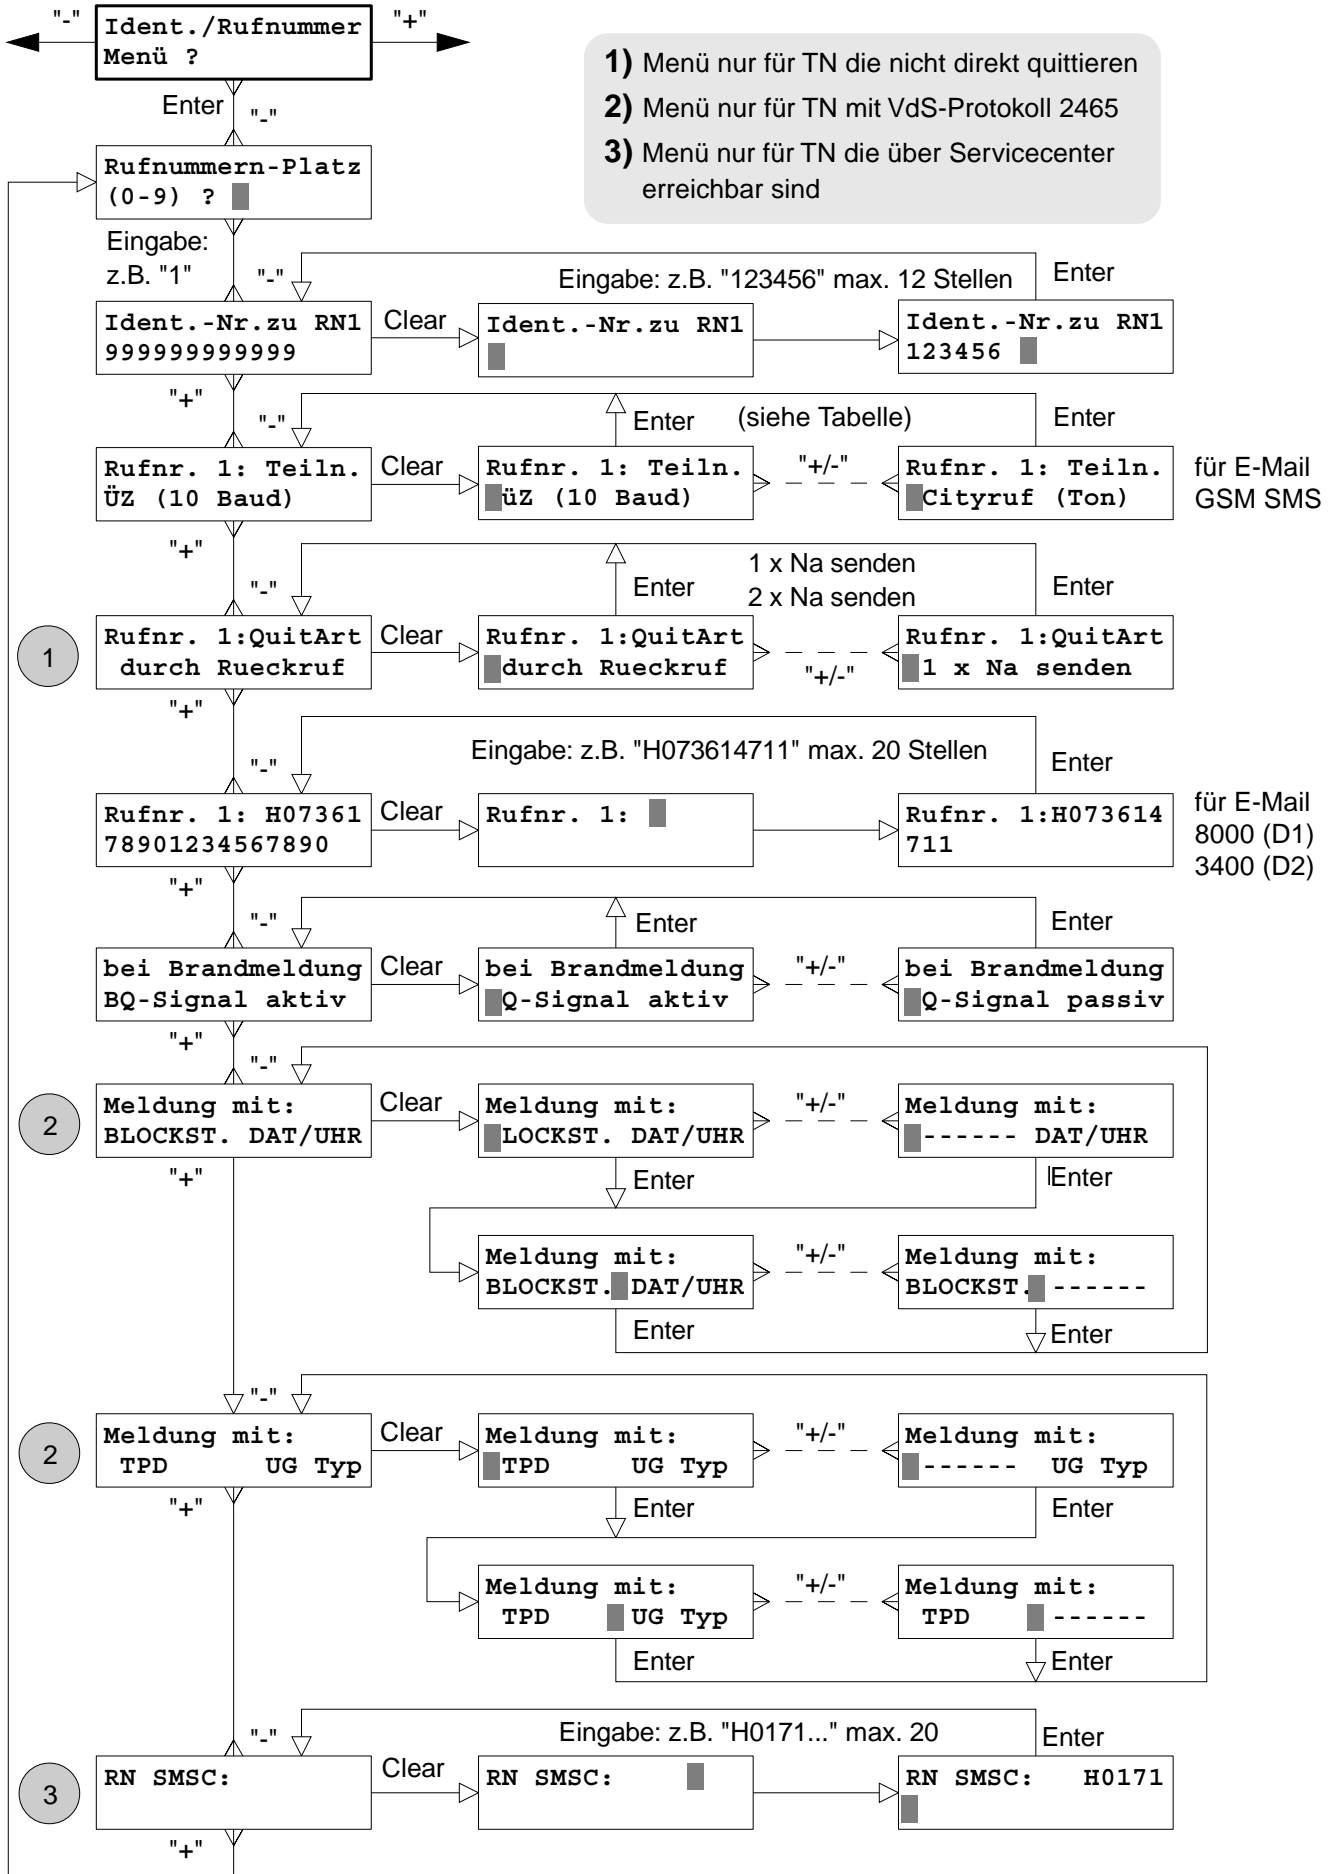 "-"
Ident./Rufnummer
Menü ?
"+"
1) Menü nur für TN die nicht direkt quittieren
2) Menü nur für TN mit VdS-Protokoll 2465
3) Menü nur für TN die über Servicecenter
erreichbar sind
Enter
"-"
Rufnummern-Platz
(0-9) ?
Eingabe:
z.B. "1"
"-"
Eingabe: z.B. "123456" max. 12 Stellen
Enter
Ident.-Nr.zu RN1
999999999999
Clear
Ident.-Nr.zu RN1
Ident.-Nr.zu RN1
123456
"+"
"-"
Enter
(siehe Tabelle)
Enter
Rufnr. 1: Teiln.
ÜZ (10 Baud)
Clear
Rufnr. 1: Teiln.
üZ (10 Baud)
"+/-"
Rufnr. 1: Teiln.
Cityruf (Ton)
für E-Mail
GSM SMS
"+"
"-"
Enter
1 x Na senden
2 x Na senden
Enter
1
Rufnr. 1:QuitArt
durch Rueckruf
Clear
Rufnr. 1:QuitArt
durch Rueckruf
"+/-"
Rufnr. 1:QuitArt
1 x Na senden
"+"
"-"
Eingabe: z.B. "H073614711" max. 20 Stellen
Enter
Rufnr. 1: H07361
78901234567890
Clear
Rufnr. 1:
Rufnr. 1:H073614
711
für E-Mail
8000 (D1)
3400 (D2)
"+"
"-"
Enter
Enter
bei Brandmeldung
BQ-Signal aktiv
Clear
bei Brandmeldung
Q-Signal aktiv
"+/-"
bei Brandmeldung
Q-Signal passiv
"+"
"-"
2
Meldung mit:
BLOCKST. DAT/UHR
Clear
Meldung mit:
LOCKST. DAT/UHR
"+/-"
Meldung mit:
------ DAT/UHR
"+"
Enter
Enter
Meldung mit:
BLOCKST. DAT/UHR
"+/-"
Meldung mit:
BLOCKST. ------
Enter
Enter
"-"
2
Meldung mit:
TPD UG Typ
Clear
Meldung mit:
TPD UG Typ
"+/-"
Meldung mit:
------ UG Typ
"+"
Enter
Enter
Meldung mit:
TPD UG Typ
"+/-"
Meldung mit:
TPD ------
Enter
Enter
"-"
Eingabe: z.B. "H0171..." max. 20
Enter
3
RN SMSC:
Clear
RN SMSC:
RN SMSC: H0171
"+"